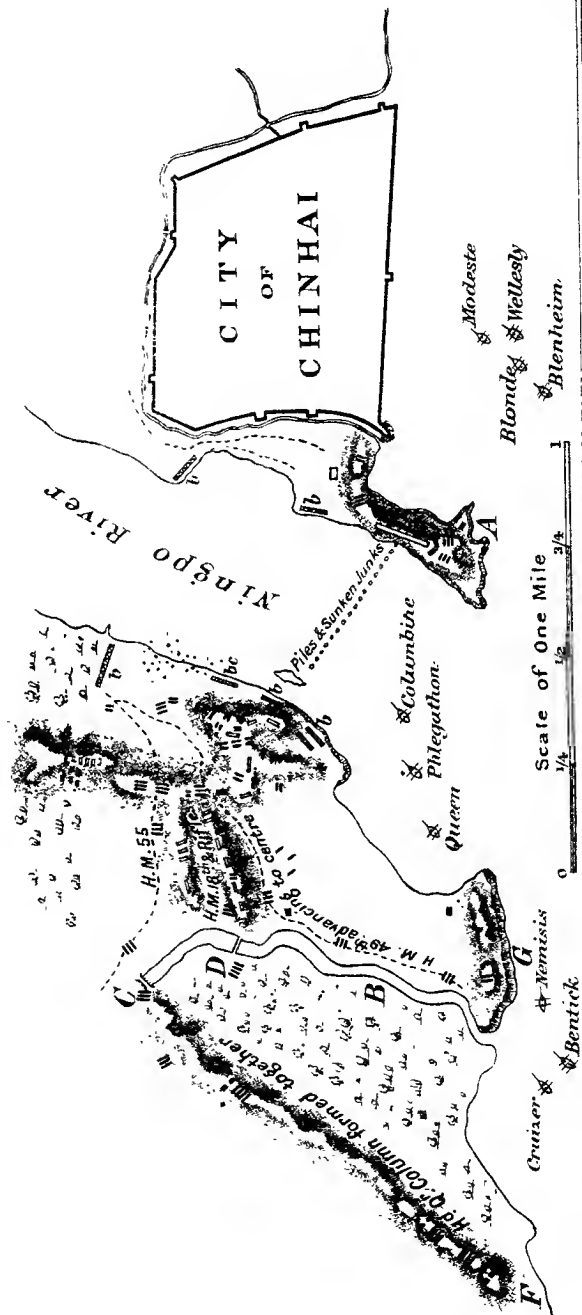 CITY
OF
CHINHAI
Ningpo River
Modeste
Blonde
Wellesly
Blenheim.
A
Piles & Sunken Junks
b
b
b
bc
b
b
Columbine
Phlegathon.
Queen
H.M. 55
H.M. 18th & RA
H.M. 49th advancing to centre
C
D
B
G
F
Hd. Qr. Column formed together
Nemisis
Cruizer
Bentick
Scale of One Mile
0
1/4
1/2
3/4
1